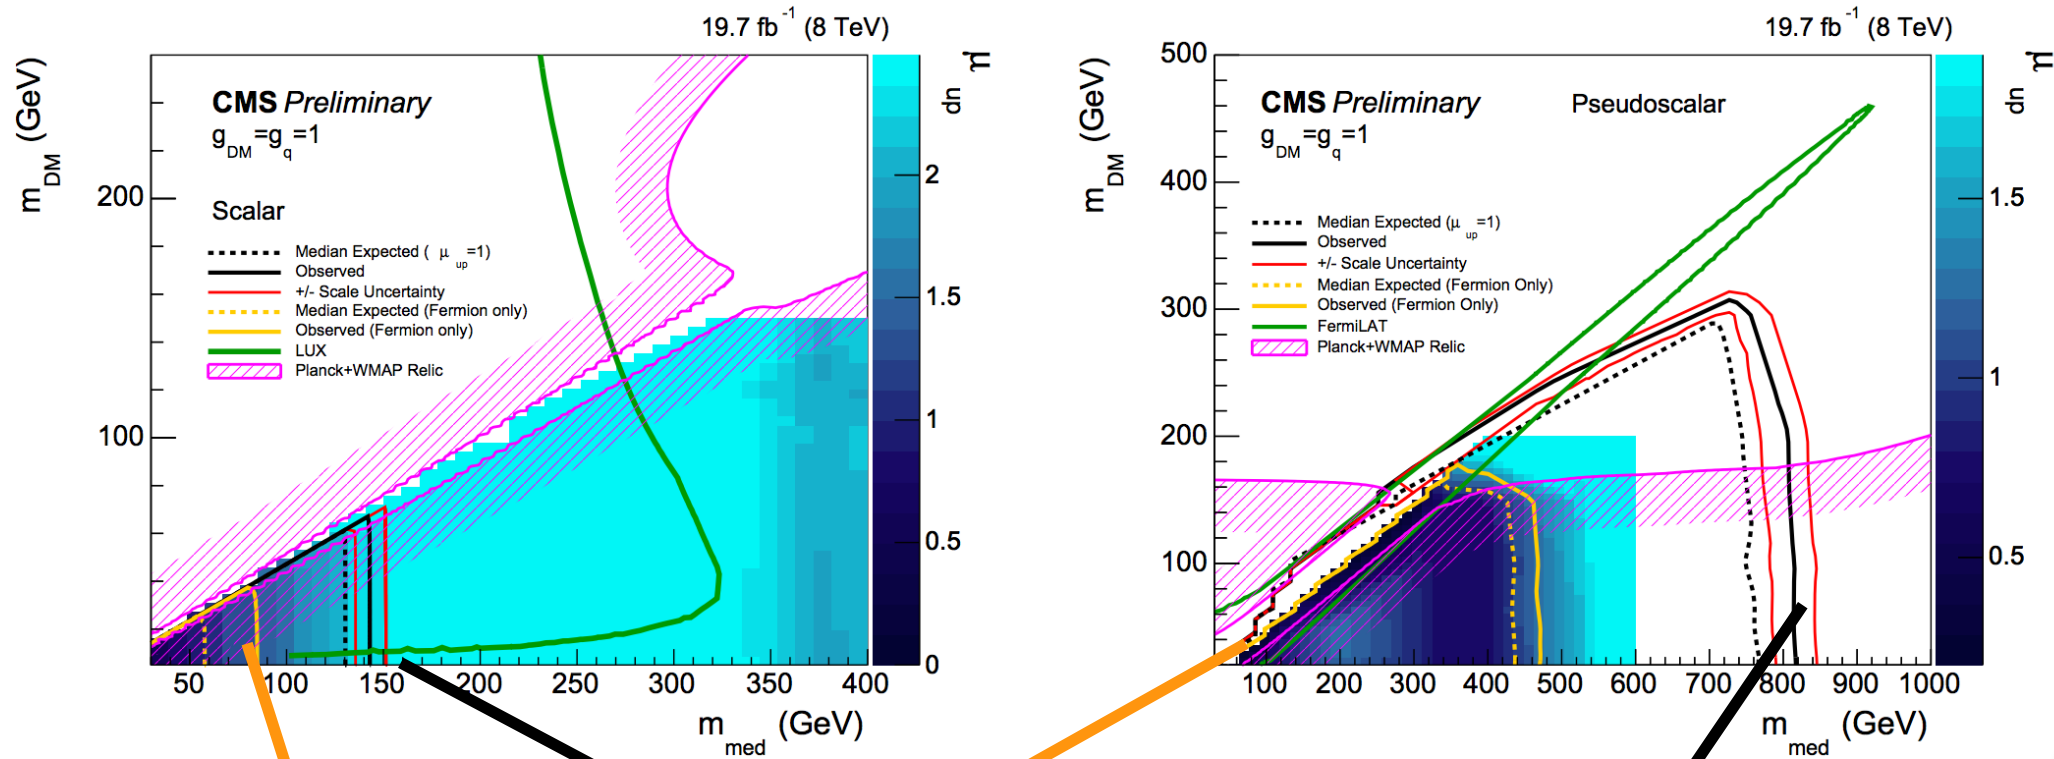 19.7 fb⁻¹ (8 TeV)
CMS Preliminary
g_DM=g_q=1
Scalar
Median Expected ( μ_up=1)
Observed
+/- Scale Uncertainty
Median Expected (Fermion only)
Observed (Fermion only)
LUX
Planck+WMAP Relic
m_DM (GeV)
200
100
50 100 150 200 250 300 350 400
m_med (GeV)
2
1.5
1
0.5
0
up
19.7 fb⁻¹ (8 TeV)
CMS Preliminary
Pseudoscalar
g_DM=g_q=1
Median Expected (μ_up=1)
Observed
+/- Scale Uncertainty
Median Expected (Fermion Only)
Observed (Fermion Only)
FermiLAT
Planck+WMAP Relic
m_DM (GeV)
500
400
300
200
100
100 200 300 400 500 600 700 800 900 1000
m_med (GeV)
1.5
1
0.5
up